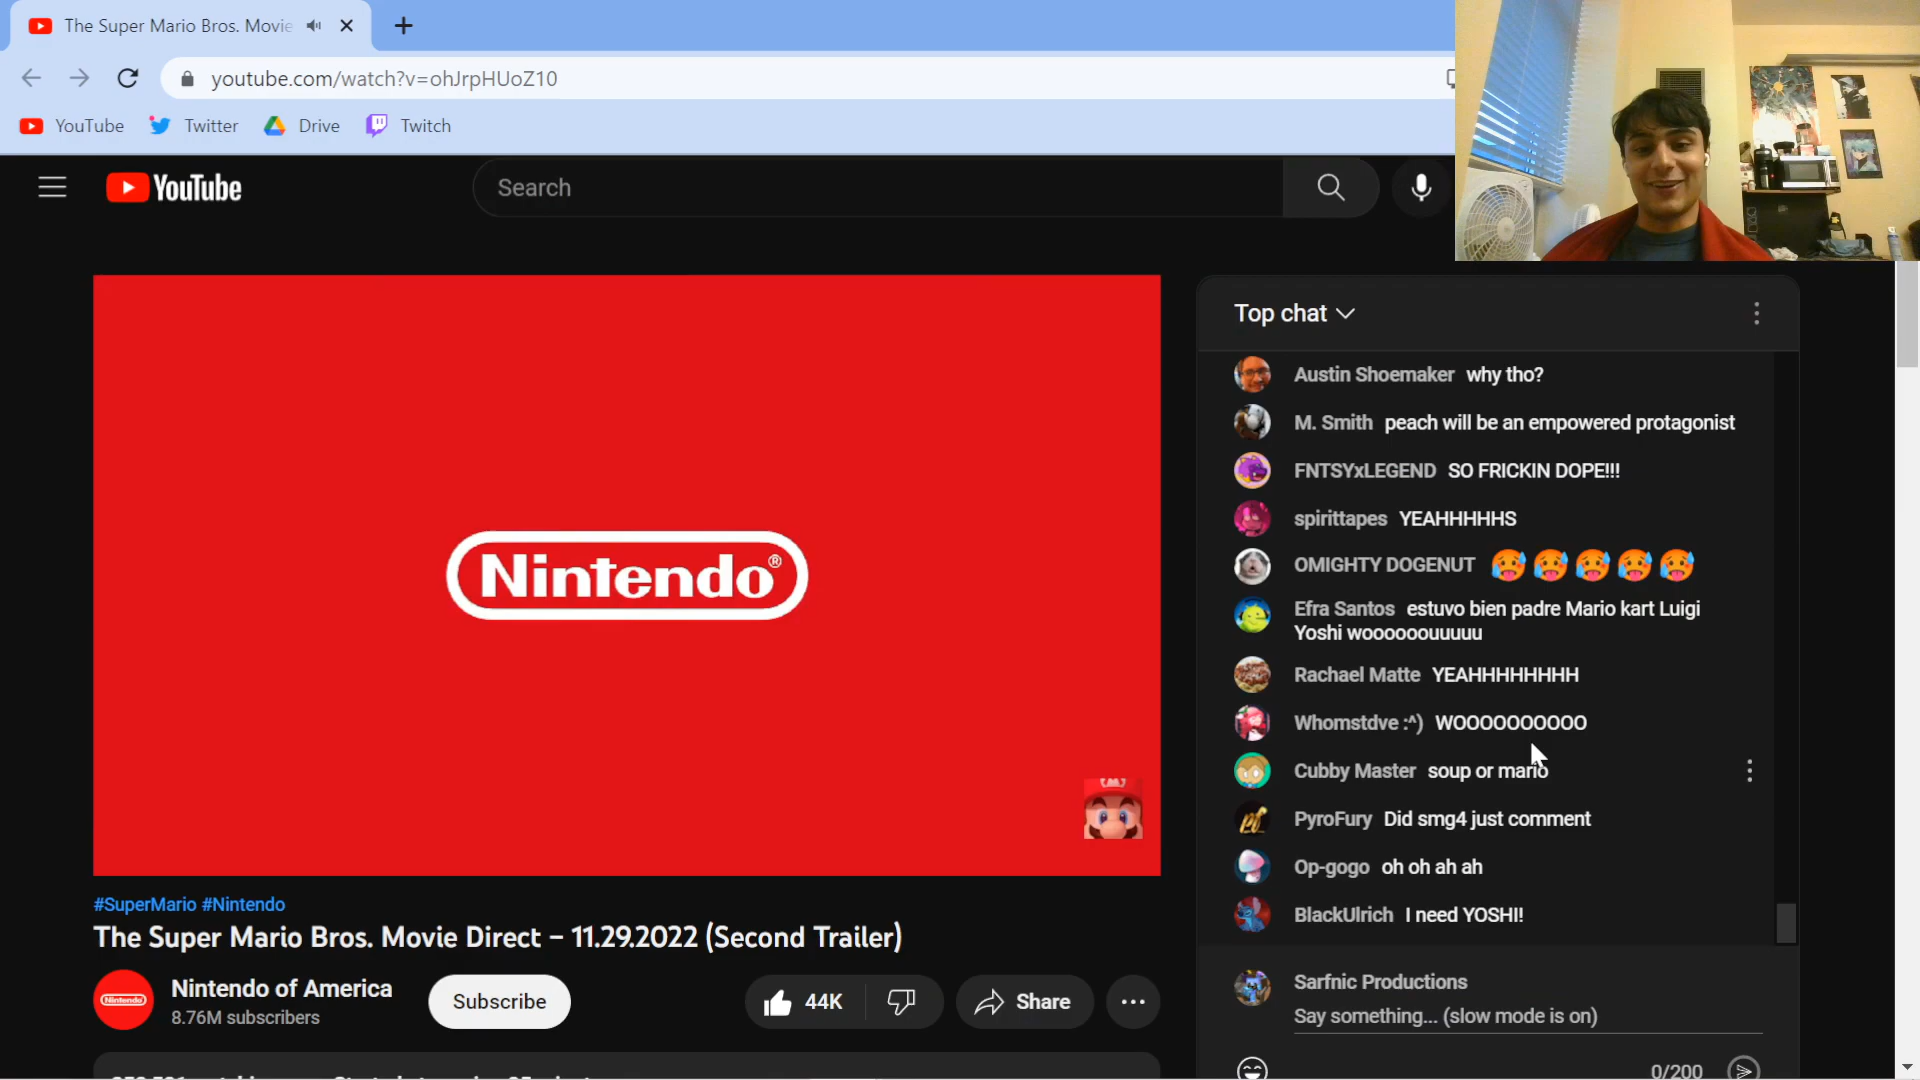 The Super Mario Bros. Movie
youtube.com/watch?v=ohJrpHUoZ10
YouTube Twitter Drive Twitch
YouTube
Search
Nintendo®
Top chat
Austin Shoemaker why tho?
M. Smith peach will be an empowered protagonist
FNTSYxLEGEND SO FRICKIN DOPE!!!
spirittapes YEAHHHHHS
OMIGHTY DOGENUT 🥵🥵🥵🥵🥵
Efra Santos estuvo bien padre Mario kart Luigi
Yoshi woooooouuuuu
Rachael Matte YEAHHHHHHHHH
Whomstdve :^) WOOOOOOOOOO
Cubby Master soup or mario
PyroFury Did smg4 just comment
Op-gogo oh oh ah ah
BlackUlrich I need YOSHI!
#SuperMario #Nintendo
The Super Mario Bros. Movie Direct – 11.29.2022 (Second Trailer)
Nintendo
Nintendo of America
8.76M subscribers
Subscribe
44K
Share
Sarfnic Productions
Say something... (slow mode is on)
0/200